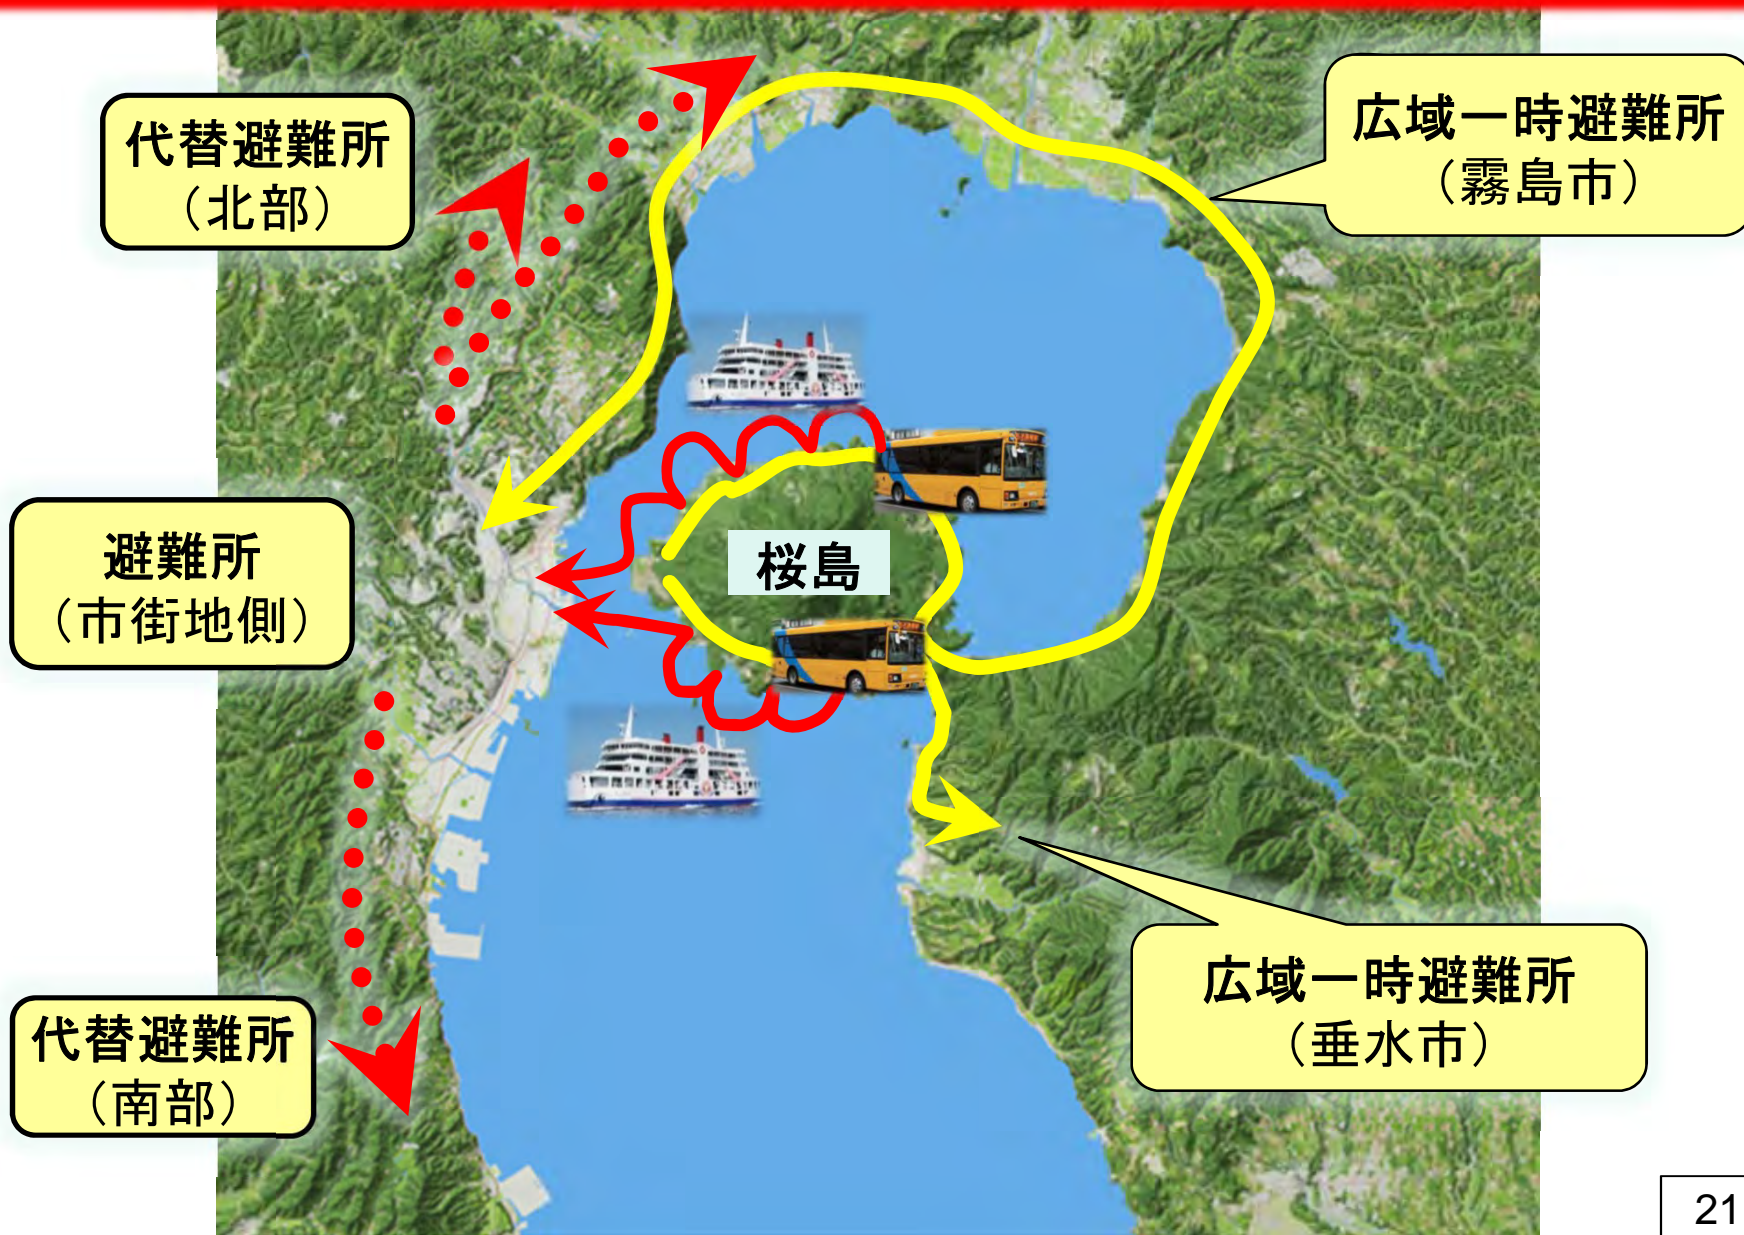 代替避難所
（北部）
広域一時避難所
（霧島市）
避難所
（市街地側）
桜島
代替避難所
（南部）
広域一時避難所
（垂水市）
21